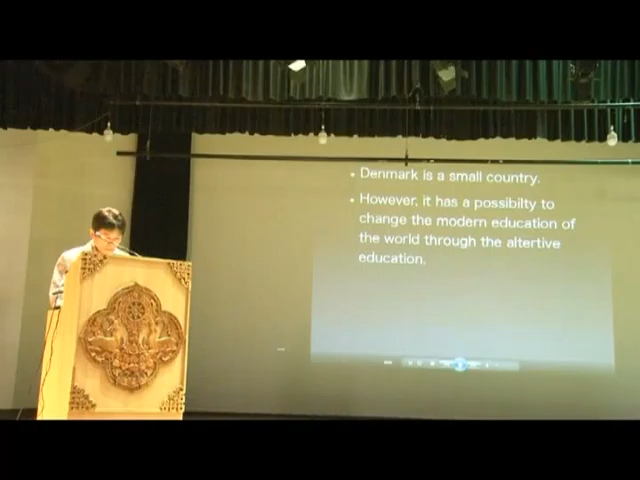 • Denmark is a small country.
• However, it has a possibilty to
change the modern education of
the world through the altertive
education.